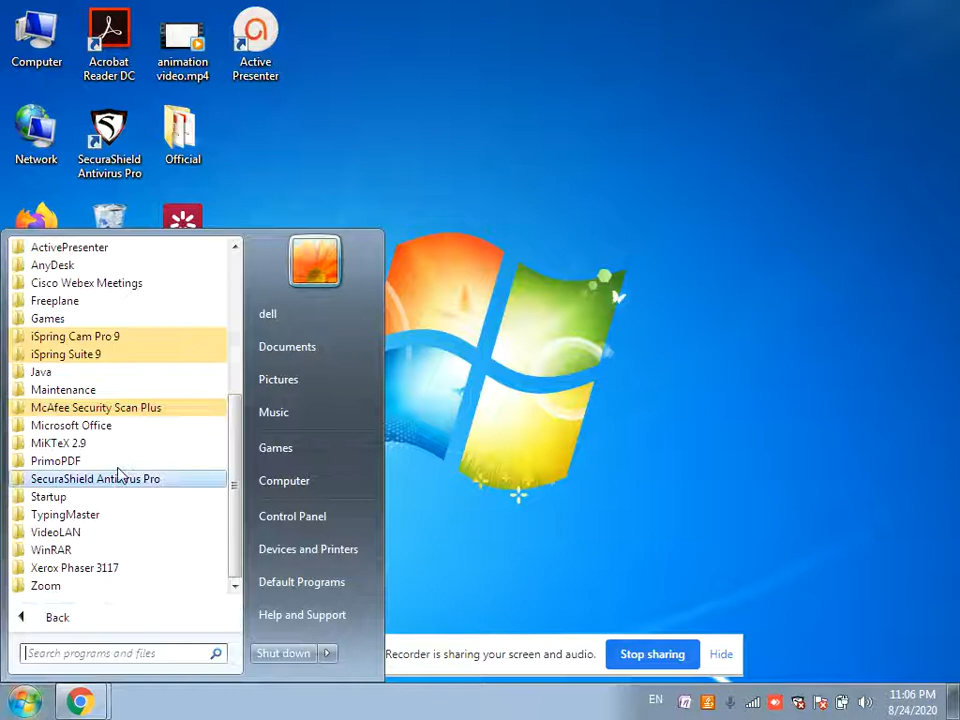 Computer
Acrobat
Reader DC
animation
video.mp4
Active
Presenter
Network
SecuraShield
Antivirus Pro
Official
ActivePresenter
AnyDesk
Cisco Webex Meetings
Freeplane
Games
iSpring Cam Pro 9
iSpring Suite 9
Java
Maintenance
McAfee Security Scan Plus
Microsoft Office
MiKTeX 2.9
PrimoPDF
SecuraShield Antivirus Pro
Startup
TypingMaster
VideoLAN
WinRAR
Xerox Phaser 3117
Zoom
Back
Search programs and files
dell
Documents
Pictures
Music
Games
Computer
Control Panel
Devices and Printers
Default Programs
Help and Support
Shut down
Recorder is sharing your screen and audio.
Stop sharing
Hide
EN
11:06 PM
8/24/2020